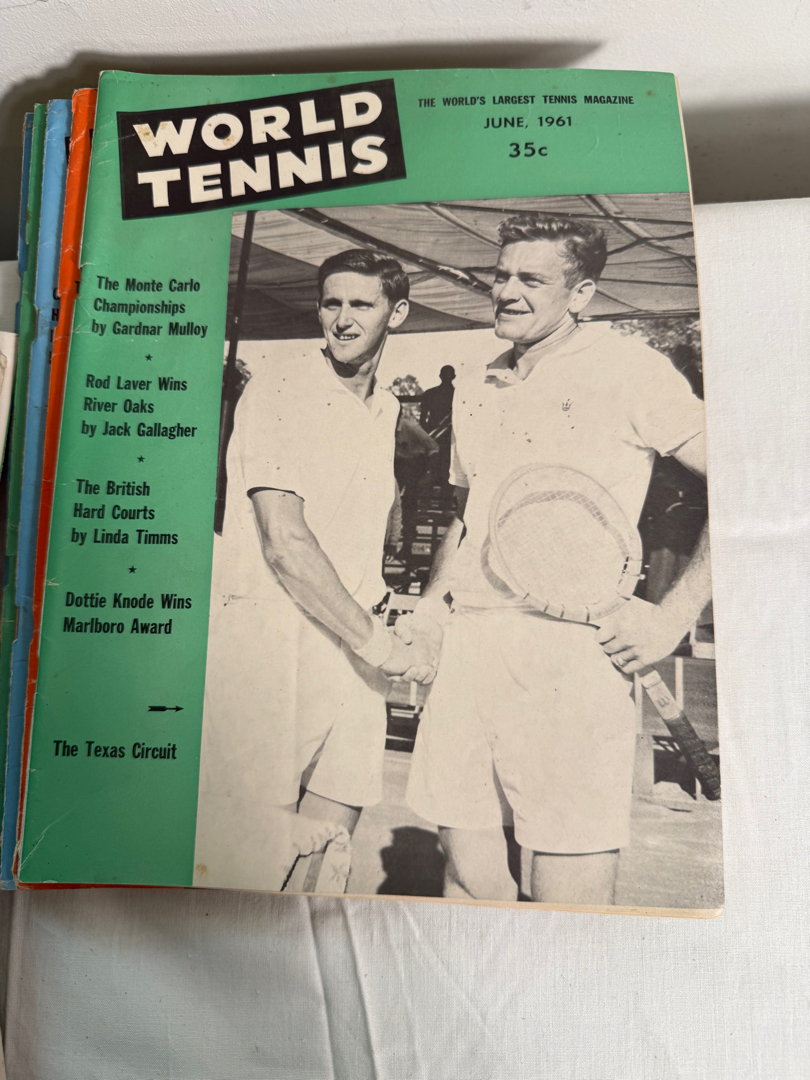 WORLD
TENNIS
THE WORLD'S LARGEST TENNIS MAGAZINE
JUNE, 1961
35c
The Monte Carlo
Championships
by Gardnar Mulloy
★
Rod Laver Wins
River Oaks
by Jack Gallagher
★
The British
Hard Courts
by Linda Timms
★
Dottie Knode Wins
Marlboro Award
The Texas Circuit